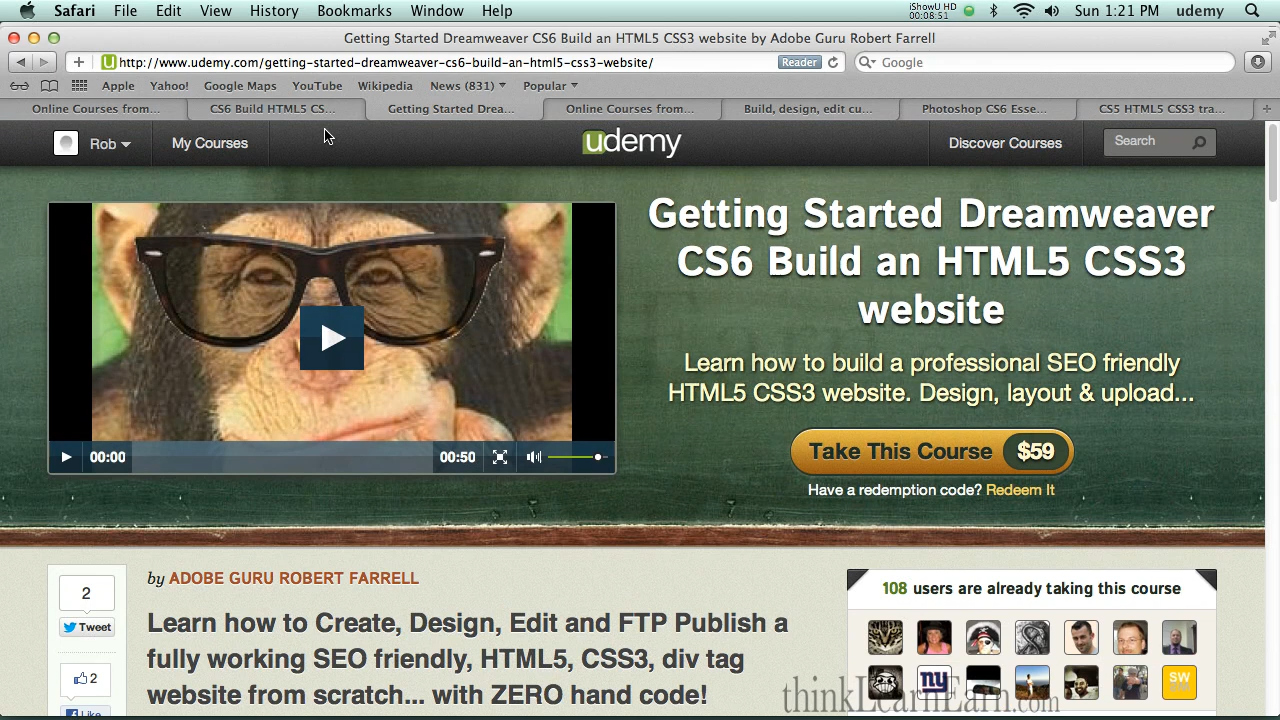 Safari File Edit View History Bookmarks Window Help iShowU HD 00:08:51 Sun 1:21 PM udemy
Getting Started Dreamweaver CS6 Build an HTML5 CSS3 website by Adobe Guru Robert Farrell
http://www.udemy.com/getting-started-dreamweaver-cs6-build-an-html5-css3-website/ Reader Google
Apple Yahoo! Google Maps YouTube Wikipedia News (831) Popular
Online Courses from... CS6 Build HTML5 CS... Getting Started Drea... Online Courses from... Build, design, edit cu... Photoshop CS6 Esse... CS5 HTML5 CSS3 tra...
Rob My Courses udemy Discover Courses Search
Getting Started Dreamweaver
CS6 Build an HTML5 CSS3
website
Learn how to build a professional SEO friendly
HTML5 CSS3 website. Design, layout & upload...
Take This Course $59
00:00 00:50
Have a redemption code? Redeem It
by ADOBE GURU ROBERT FARRELL
2
Tweet
2
Like
Learn how to Create, Design, Edit and FTP Publish a
fully working SEO friendly, HTML5, CSS3, div tag
website from scratch... with ZERO hand code!
108 users are already taking this course
NY
SW
thinkLearnEarn.com